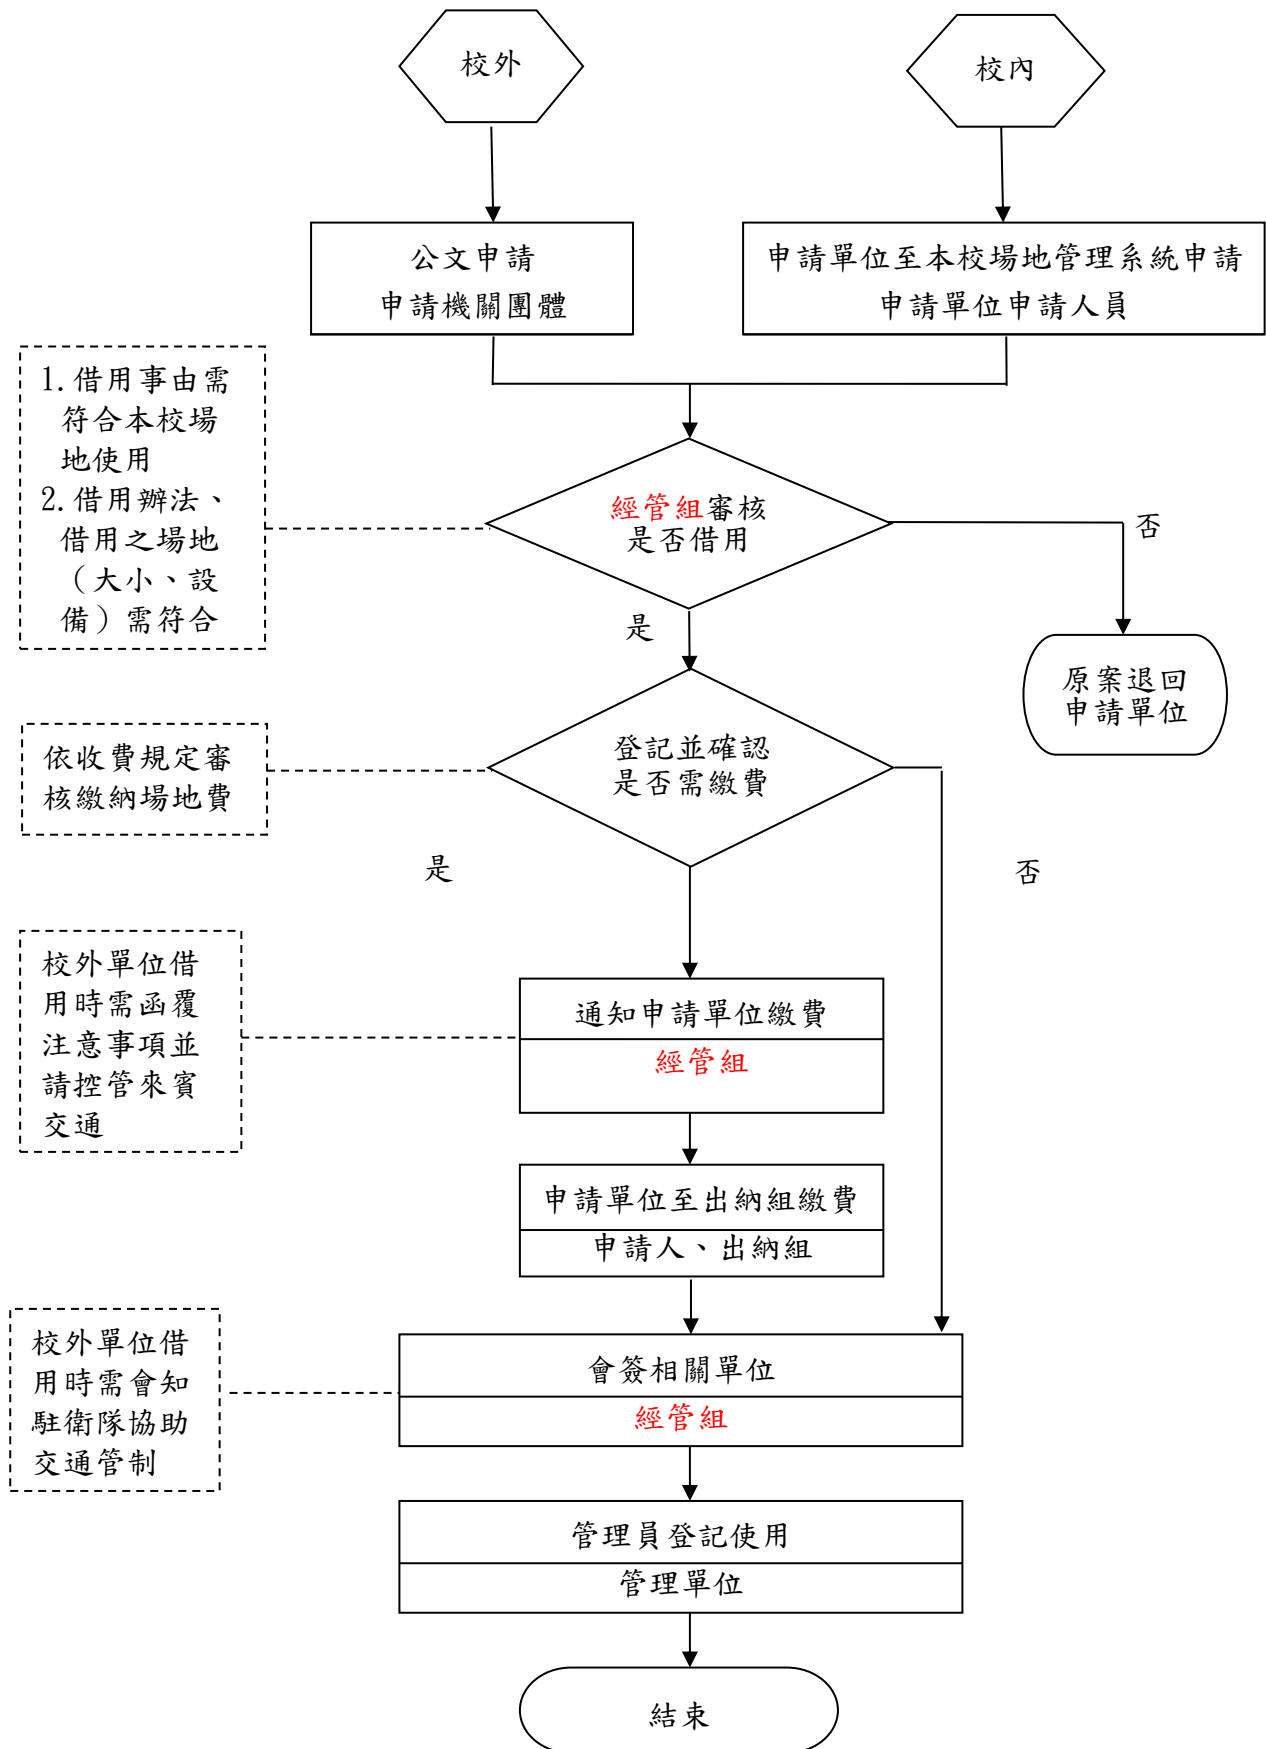 校外
校內
公文申請
申請機關團體
申請單位至本校場地管理系統申請
申請單位申請人員
1.借用事由需
符合本校場
地使用
2.借用辦法、
借用之場地
（大小、設
備）需符合
經管組審核
是否借用
否
是
原案退回
申請單位
依收費規定審
核繳納場地費
登記並確認
是否需繳費
是
否
校外單位借
用時需函覆
注意事項並
請控管來賓
交通
通知申請單位繳費
經管組
申請單位至出納組繳費
申請人、出納組
校外單位借
用時需會知
駐衛隊協助
交通管制
會簽相關單位
經管組
管理員登記使用
管理單位
結束